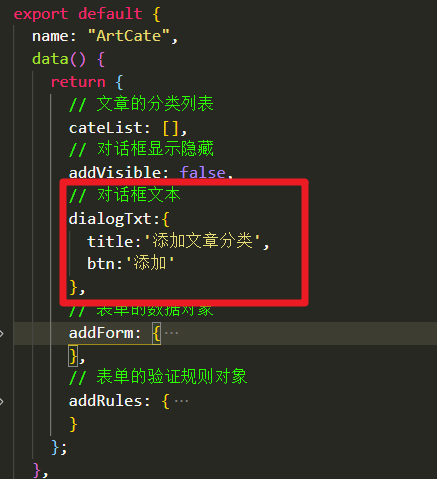 export default {
name: "ArtCate",
data() {
return {
// 文章的分类列表
cateList: [],
// 对话框显示隐藏
addVisible: false,
// 对话框文本
dialogTxt:{
title:'添加文章分类',
btn:'添加'
},
// 表单的数据对象
addForm: {···
},
// 表单的验证规则对象
addRules: {···
}
};
},